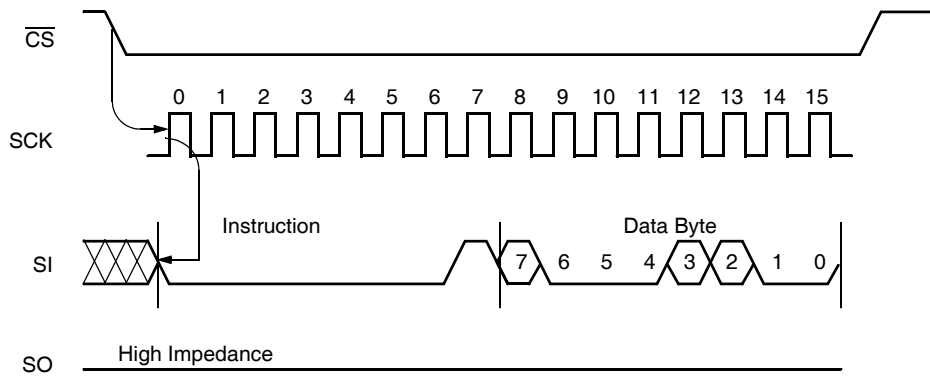 CS
0 1 2 3 4 5 6 7 8 9 10 11 12 13 14 15
SCK
Instruction Data Byte
SI 7 6 5 4 3 2 1 0
High Impedance
SO